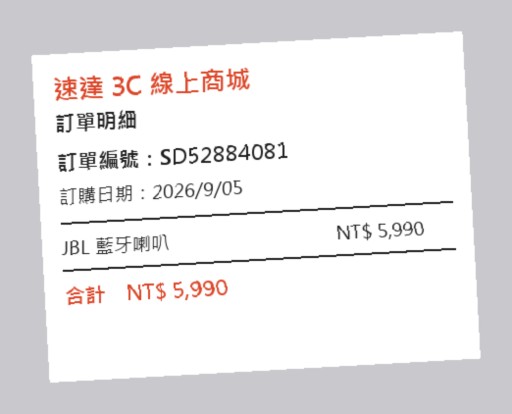 速達 3C 線上商城
訂單明細
訂單編號：SD52884081
訂購日期：2026/9/05
JBL 藍牙喇叭 NT$ 5,990
合計 NT$ 5,990